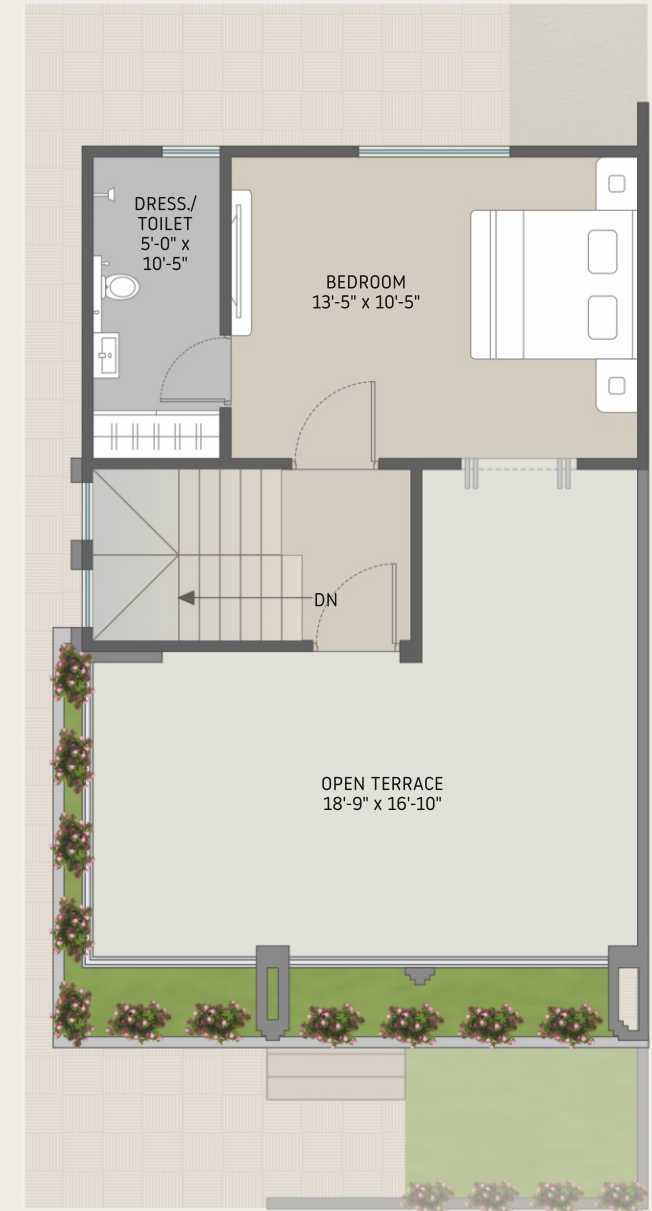 DRESS./
TOILET
5'-0" x
10'-5"
BEDROOM
13'-5" x 10'-5"
DN
OPEN TERRACE
18'-9" x 16'-10"